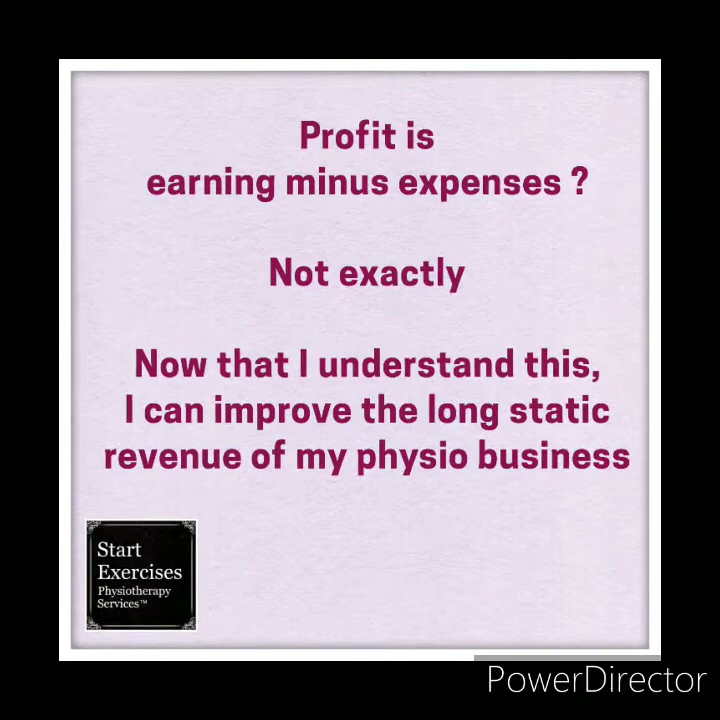 Profit is
earning minus expenses ?
Not exactly
Now that I understand this,
I can improve the long static
revenue of my physio business
Start
Exercises
Physiotherapy
Services™
PowerDirector